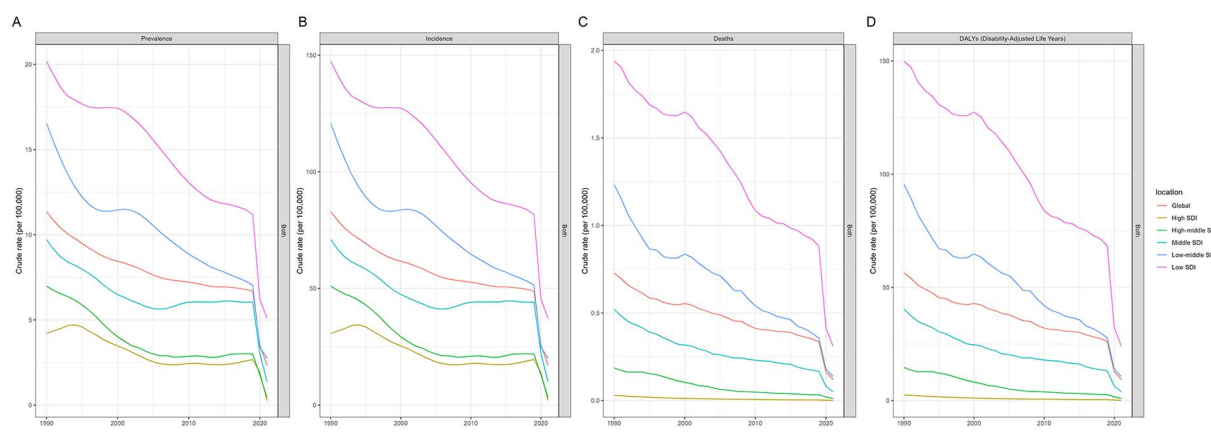 A
B
C
D
Prevalence
Incidence
Deaths
DALYs (Disability-Adjusted Life Years)
Crude rate (per 100,000)
20
15
10
5
0
Both
1990
2000
2010
2020
Crude rate (per 100,000)
150
100
50
0
Both
1990
2000
2010
2020
Crude rate (per 100,000)
2.0
1.5
1.0
0.5
0.0
Both
1990
2000
2010
2020
Crude rate (per 100,000)
150
100
50
0
Both
1990
2000
2010
2020
location
Global
High SDI
High-middle S
Middle SDI
Low-middle SI
Low SDI